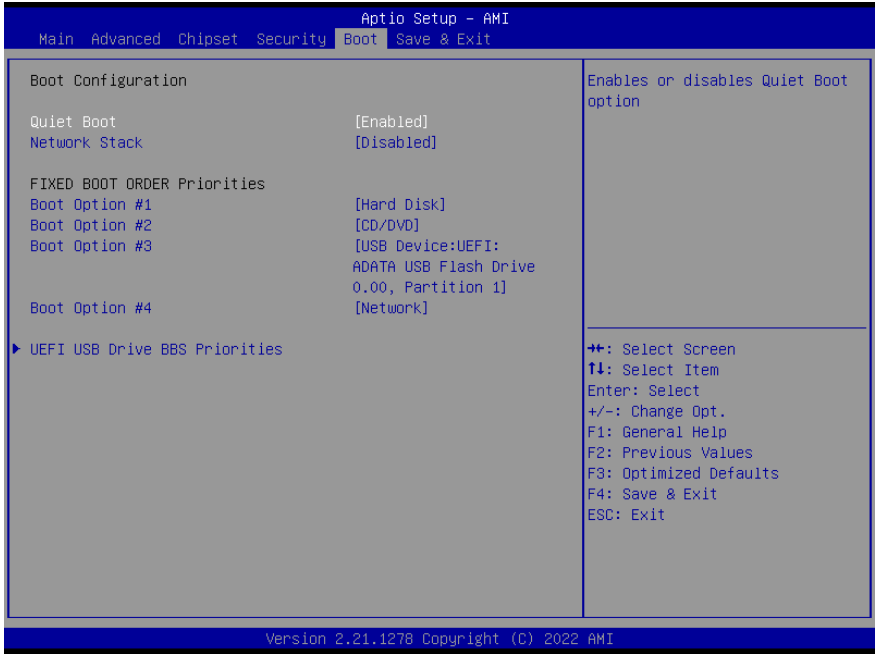 Aptio Setup – AMI
Main Advanced Chipset Security Boot Save & Exit
Boot Configuration
Quiet Boot [Enabled]
Network Stack [Disabled]
FIXED BOOT ORDER Priorities
Boot Option #1 [Hard Disk]
Boot Option #2 [CD/DVD]
Boot Option #3 [USB Device:UEFI:
ADATA USB Flash Drive
0.00, Partition 1]
Boot Option #4 [Network]
UEFI USB Drive BBS Priorities
Enables or disables Quiet Boot
option
→←: Select Screen
↑↓: Select Item
Enter: Select
+/-: Change Opt.
F1: General Help
F2: Previous Values
F3: Optimized Defaults
F4: Save & Exit
ESC: Exit
Version 2.21.1278 Copyright (C) 2022 AMI